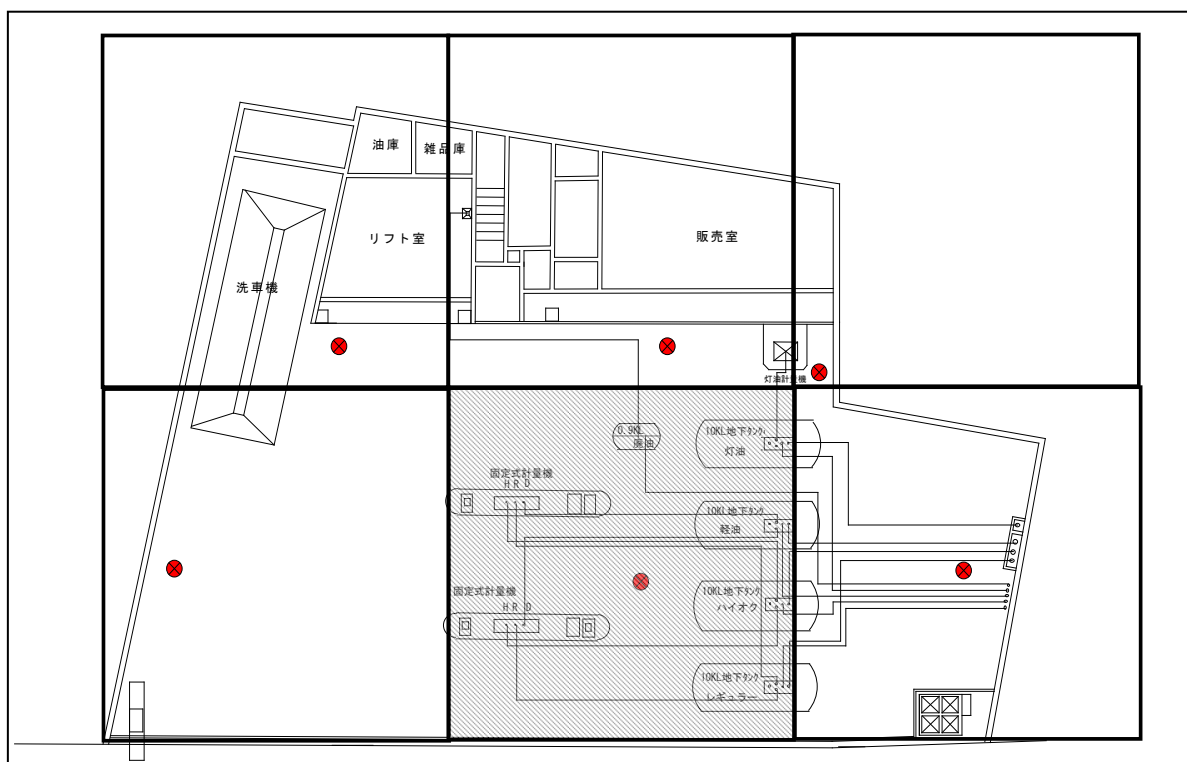 油庫
雑品庫
リフト室
販売室
洗車機
灯油計量機
0.9KL
廃油
10KL地下タンク
灯油
固定式計量機
H R D
10KL地下タンク
軽油
固定式計量機
H R D
10KL地下タンク
ハイオク
10KL地下タンク
レギュラー